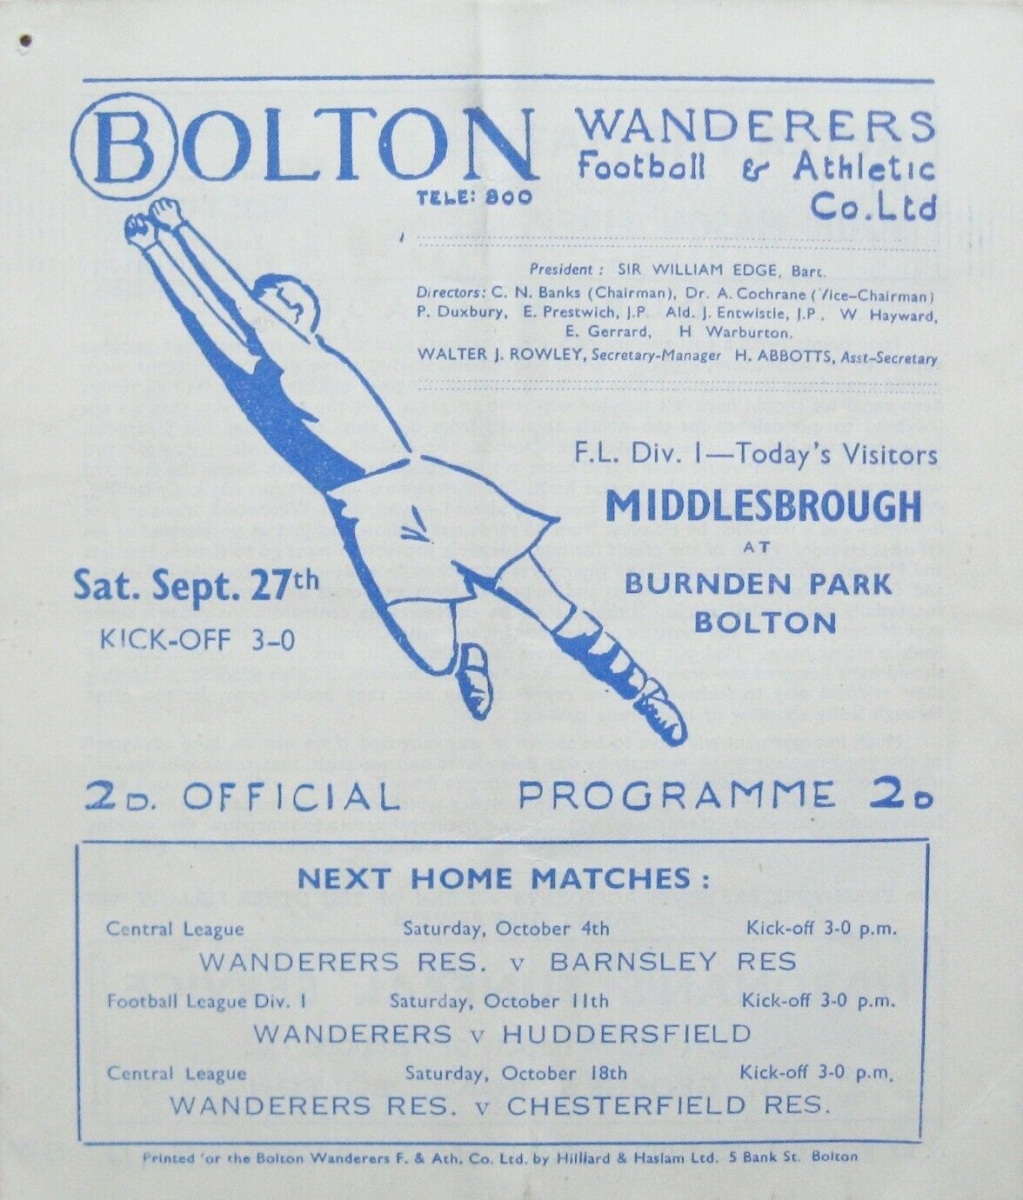 BOLTON WANDERERS
Football & Athletic
Co.Ltd
TELE: 800
President : SIR WILLIAM EDGE, Bart.
Directors: C. N. Banks (Chairman), Dr. A. Cochrane (Vice-Chairman)
P. Duxbury, E. Prestwich, J.P. Ald. J. Entwistle, J.P. W Hayward,
E. Gerrard, H Warburton.
WALTER J. ROWLEY, Secretary-Manager H. ABBOTTS, Asst-Secretary
F.L. Div. I—Today's Visitors
MIDDLESBROUGH
AT
BURNDEN PARK
BOLTON
Sat. Sept. 27th
KICK-OFF 3-0
2D. OFFICIAL PROGRAMME 2D
NEXT HOME MATCHES :
Central League Saturday, October 4th Kick-off 3-0 p.m.
WANDERERS RES. v BARNSLEY RES
Football League Div. I Saturday, October 11th Kick-off 3-0 p.m.
WANDERERS v HUDDERSFIELD
Central League Saturday, October 18th Kick-off 3-0 p.m.
WANDERERS RES. v CHESTERFIELD RES.
Printed for the Bolton Wanderers F. & Ath. Co. Ltd. by Hilliard & Haslam Ltd. 5 Bank St. Bolton